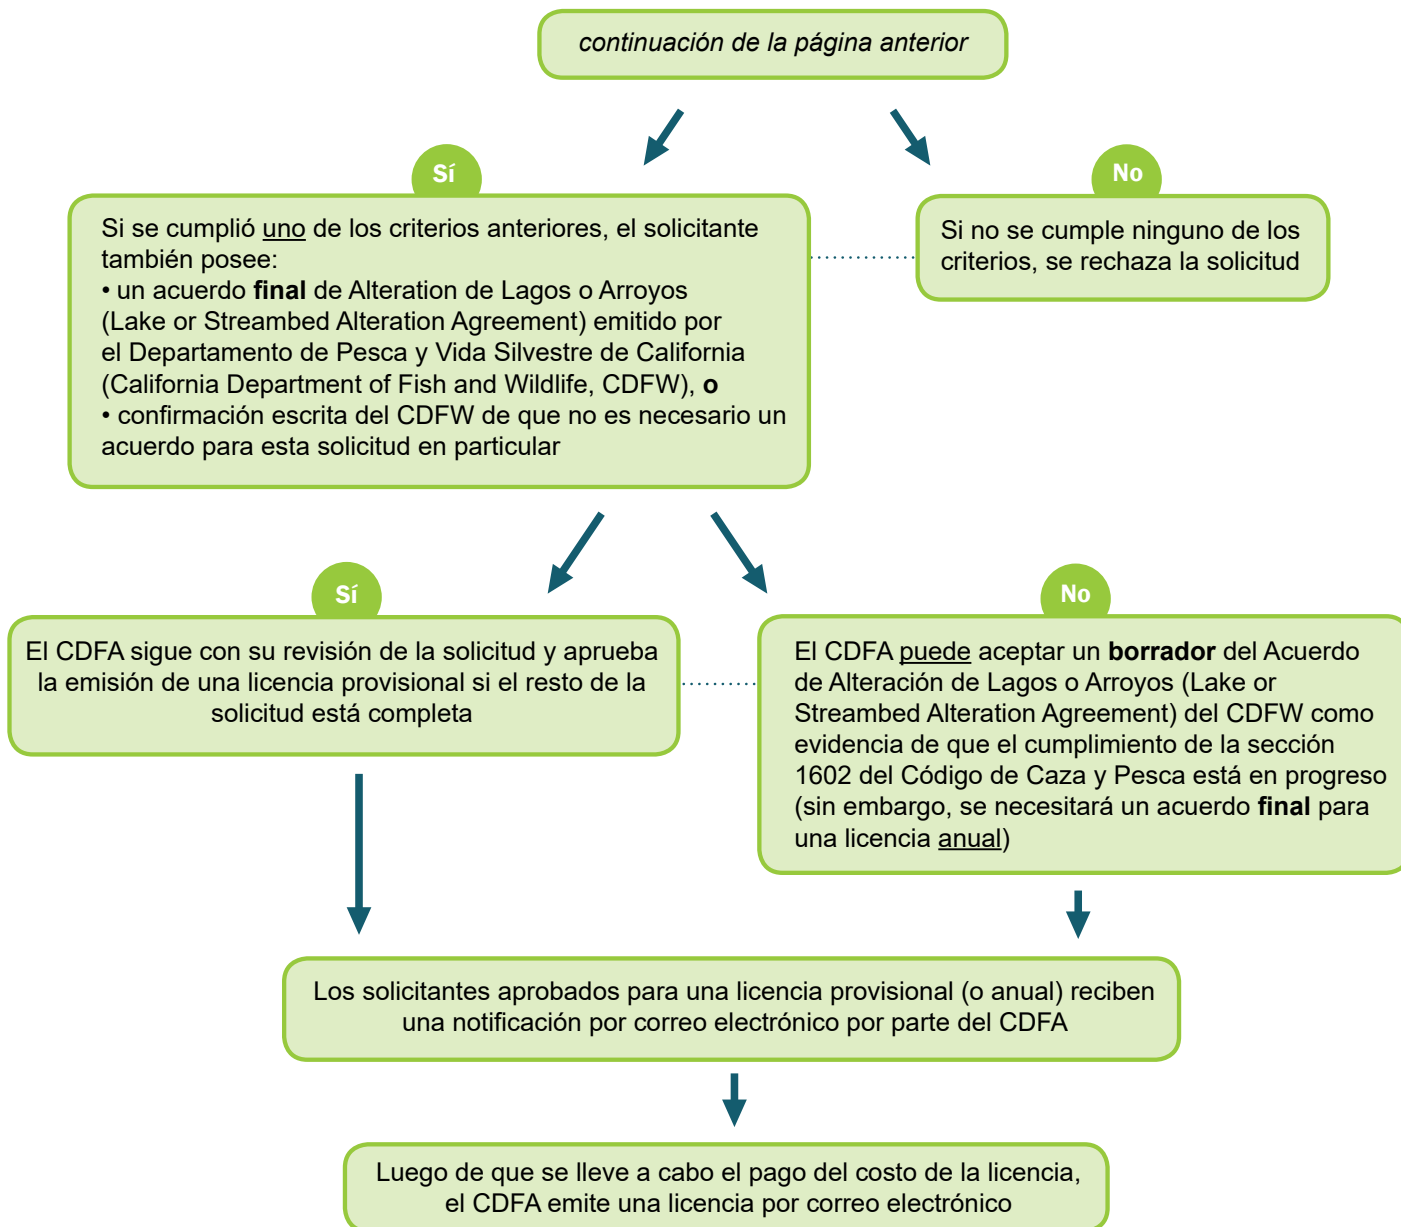 continuación de la página anterior
Sí
Si se cumplió uno de los criterios anteriores, el solicitante
también posee:
• un acuerdo final de Alteration de Lagos o Arroyos
(Lake or Streambed Alteration Agreement) emitido por
el Departamento de Pesca y Vida Silvestre de California
(California Department of Fish and Wildlife, CDFW), o
• confirmación escrita del CDFW de que no es necesario un
acuerdo para esta solicitud en particular
No
Si no se cumple ninguno de los
criterios, se rechaza la solicitud
Sí
El CDFA sigue con su revisión de la solicitud y aprueba
la emisión de una licencia provisional si el resto de la
solicitud está completa
No
El CDFA puede aceptar un borrador del Acuerdo
de Alteración de Lagos o Arroyos (Lake or
Streambed Alteration Agreement) del CDFW como
evidencia de que el cumplimiento de la sección
1602 del Código de Caza y Pesca está en progreso
(sin embargo, se necesitará un acuerdo final para
una licencia anual)
Los solicitantes aprobados para una licencia provisional (o anual) reciben
una notificación por correo electrónico por parte del CDFA
Luego de que se lleve a cabo el pago del costo de la licencia,
el CDFA emite una licencia por correo electrónico